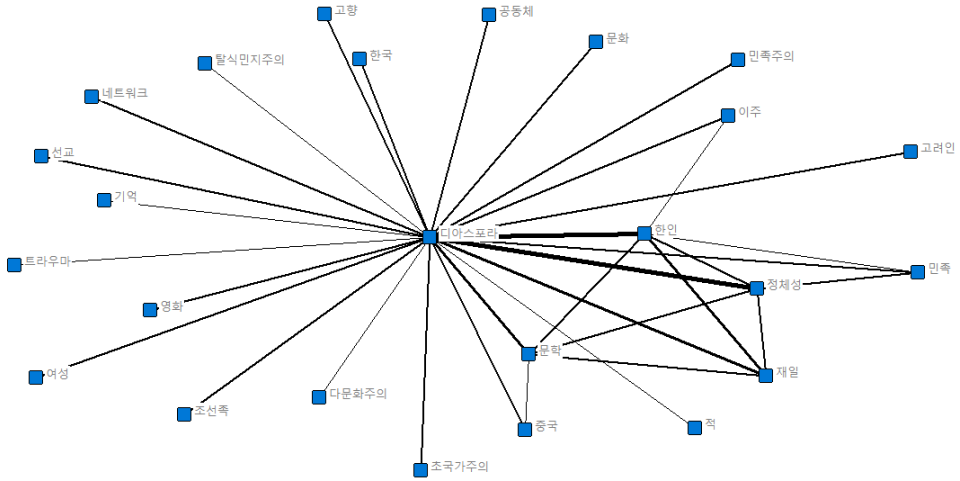 고향
공동체
문화
한국
탈식민지주의
민족주의
네트워크
이주
선교
고려인
기억
디아스포라
한인
트라우마
민족
정체성
영화
문학
여성
재일
다문화주의
조선족
중국
적
초국가주의